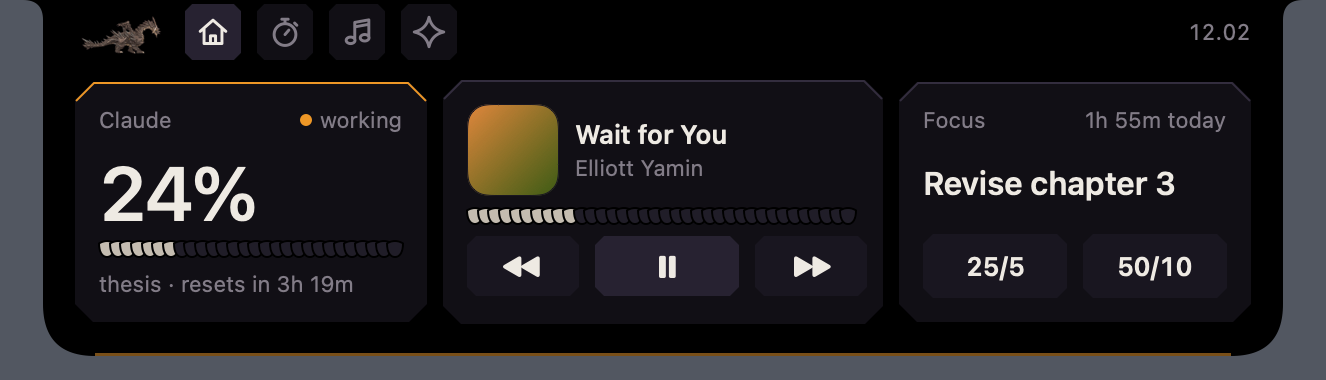 12.02
Claude
working
24%
thesis · resets in 3h 19m
Wait for You
Elliott Yamin
Focus
1h 55m today
Revise chapter 3
25/5
50/10